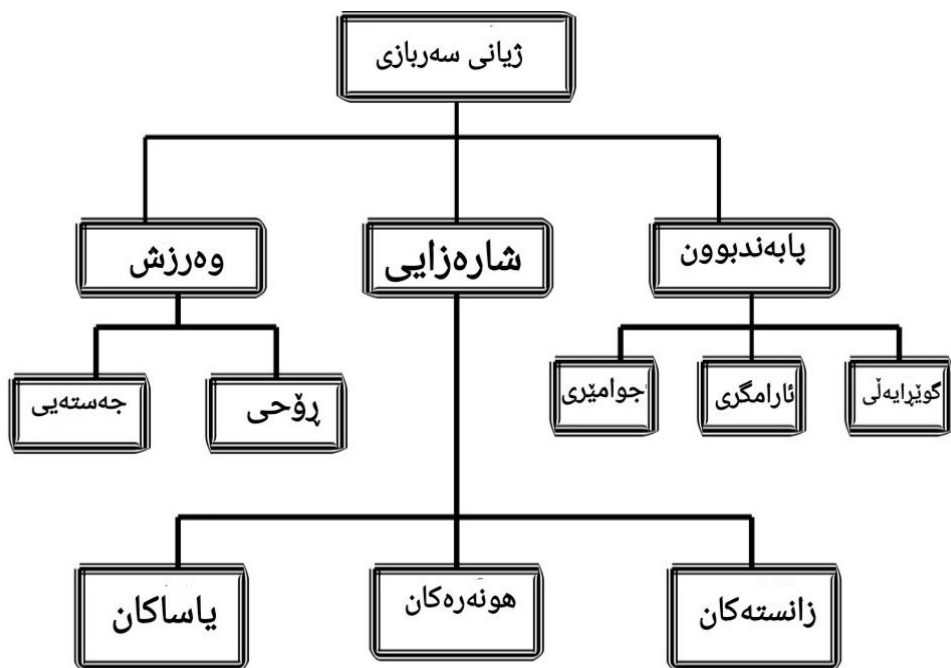 ژیانی سەربازی
پابەندبوون
شارەزایی
وەرزش
گوێڕایەڵی
ئارامگری
جوامێری
ڕۆحی
جەستەیی
زانستەکان
هونەرەکان
یاساکان